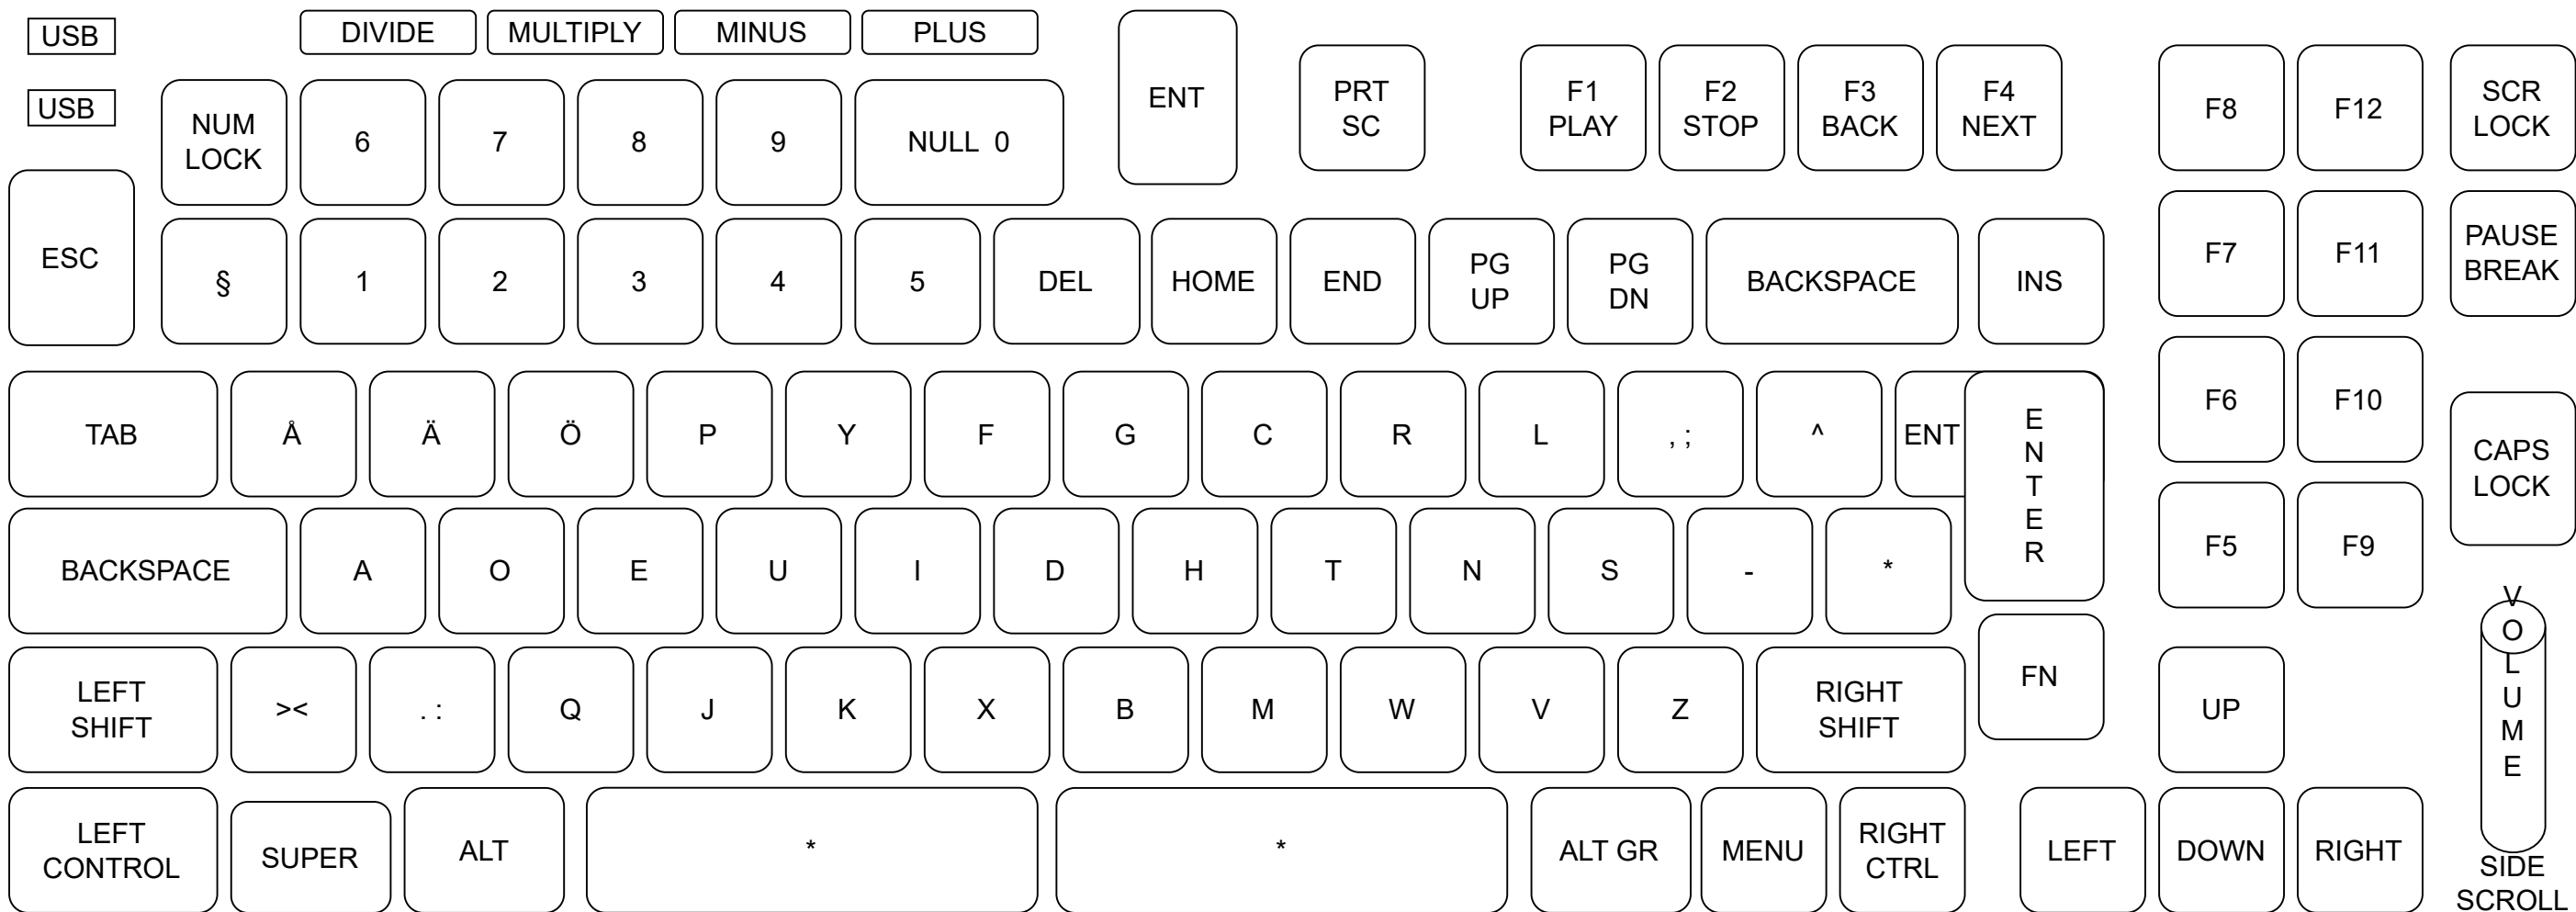 USB
DIVIDE
MULTIPLY
MINUS
PLUS
ENT
PRT
SC
F1
PLAY
F2
STOP
F3
BACK
F4
NEXT
F8
F12
SCR
LOCK
USB
NUM
LOCK
6
7
8
9
NULL 0
ESC
§
1
2
3
4
5
DEL
HOME
END
PG
UP
PG
DN
BACKSPACE
INS
F7
F11
PAUSE
BREAK
TAB
Å
Ä
Ö
P
Y
F
G
C
R
L
, ;
^
ENT
E
N
T
E
R
F6
F10
CAPS
LOCK
BACKSPACE
A
O
E
U
I
D
H
T
N
S
-
*
F5
F9
LEFT
SHIFT
><
. :
Q
J
K
X
B
M
W
V
Z
RIGHT
SHIFT
FN
UP
V
O
L
U
M
E
LEFT
CONTROL
SUPER
ALT
*
*
ALT GR
MENU
RIGHT
CTRL
LEFT
DOWN
RIGHT
SIDE
SCROLL